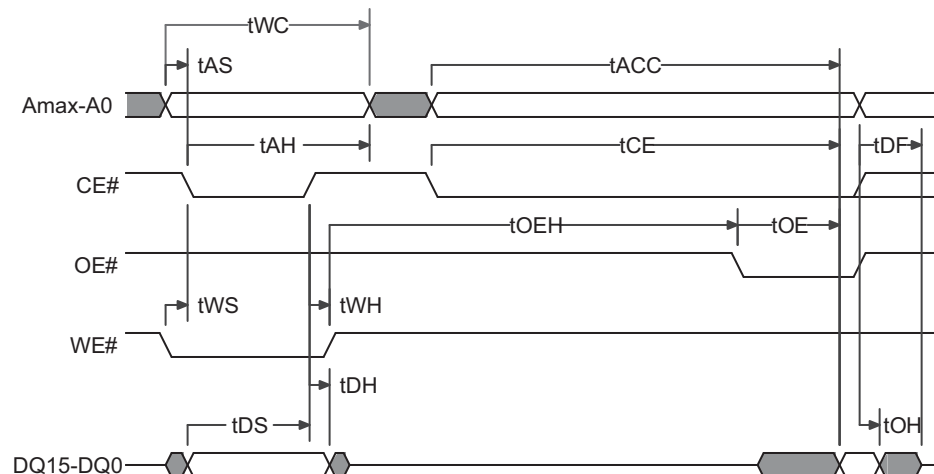 tWC
tAS
tACC
Amax-A0
tAH
tCE
tDF
CE#
tOEH
tOE
OE#
tWS
tWH
WE#
tDH
tDS
tOH
DQ15-DQ0